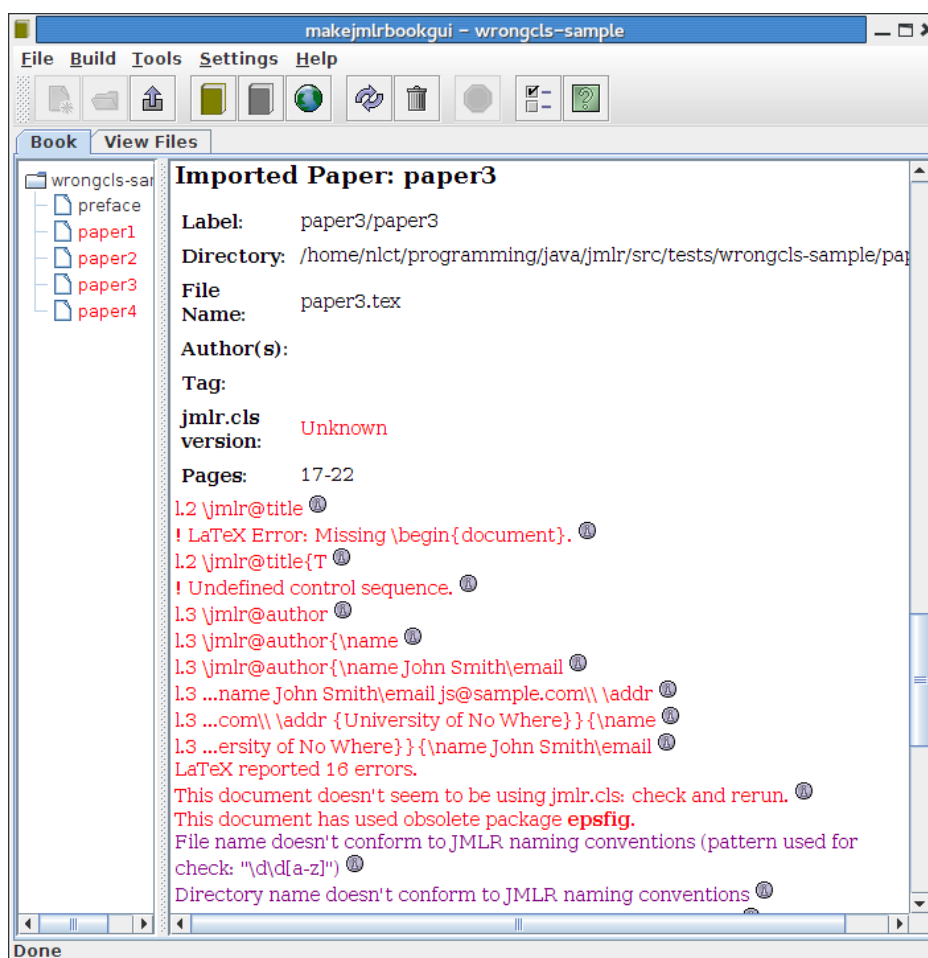 makejmlrbookgui – wrongcls–sample
File Build Tools Settings Help
Book View Files
wrongcls-sar
preface
paper1
paper2
paper3
paper4
Imported Paper: paper3
Label: paper3/paper3
Directory: /home/nlct/programming/java/jmlr/src/tests/wrongcls-sample/pap
File
Name: paper3.tex
Author(s):
Tag:
jmlr.cls
version: Unknown
Pages: 17-22
l.2 \jmlr@title
! LaTeX Error: Missing \begin{document}.
l.2 \jmlr@title{T
! Undefined control sequence.
l.3 \jmlr@author
l.3 \jmlr@author{\name
l.3 \jmlr@author{\name John Smith\email
l.3 ...name John Smith\email js@sample.com\\ \addr
l.3 ...com\\ \addr {University of No Where}}{\name
l.3 ...ersity of No Where}}{\name John Smith\email
LaTeX reported 16 errors.
This document doesn't seem to be using jmlr.cls: check and rerun.
This document has used obsolete package epsfig.
File name doesn't conform to JMLR naming conventions (pattern used for
check: "\d\d[a-z]")
Directory name doesn't conform to JMLR naming conventions
Done